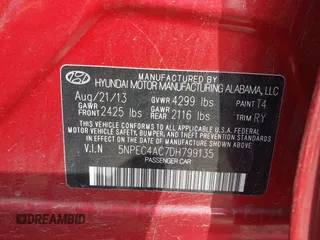 HYUNDAI MOTOR MANUFACTURING ALABAMA, LLC
Aug/21/13 GVWR 4299 lbs PAINT T4
GAWR FRONT 2425 lbs GAWR REAR 2116 lbs TRIM RY
THIS VEHICLE CONFORMS TO ALL APPLICABLE U.S. FEDERAL
MOTOR VEHICLE SAFETY, BUMPER, AND THEFT PREVENTION
STANDARDS IN EFFECT ON THE DATE OF MANUFACTURE SHOWN ABOVE.
V.I.N 5NPEC4AC7DH799135
PASSENGER CAR
DREAMBID